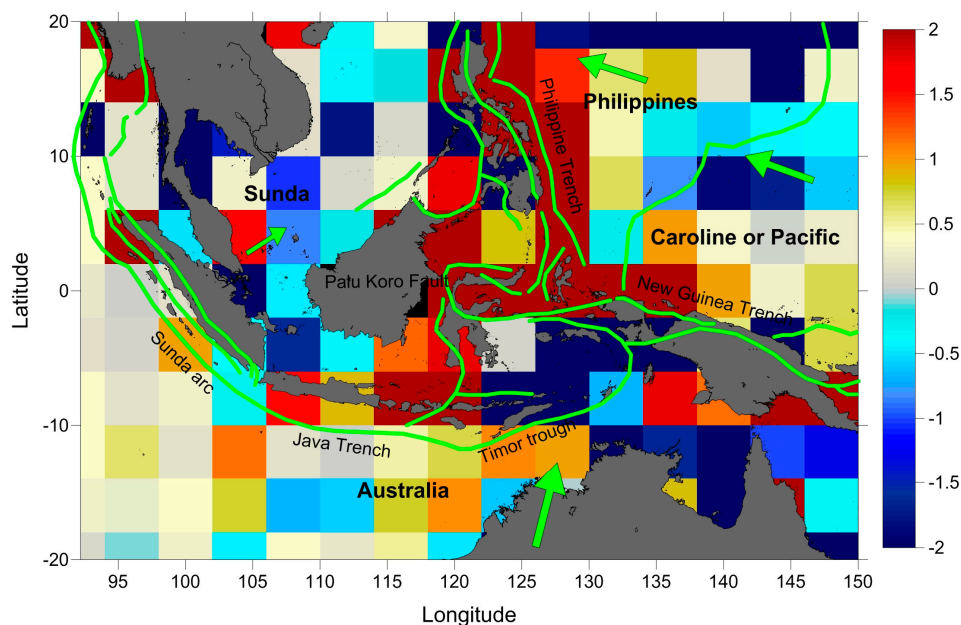 20
10
0
-10
-20
Latitude
95
100
105
110
115
120
125
130
135
140
145
150
Longitude
Philippines
Philippine Trench
Sunda
Caroline or Pacific
Palu Koro Fault
New Guinea Trench
Sunda arc
Java Trench
Timor trough
Australia
2
1.5
1
0.5
0
-0.5
-1
-1.5
-2